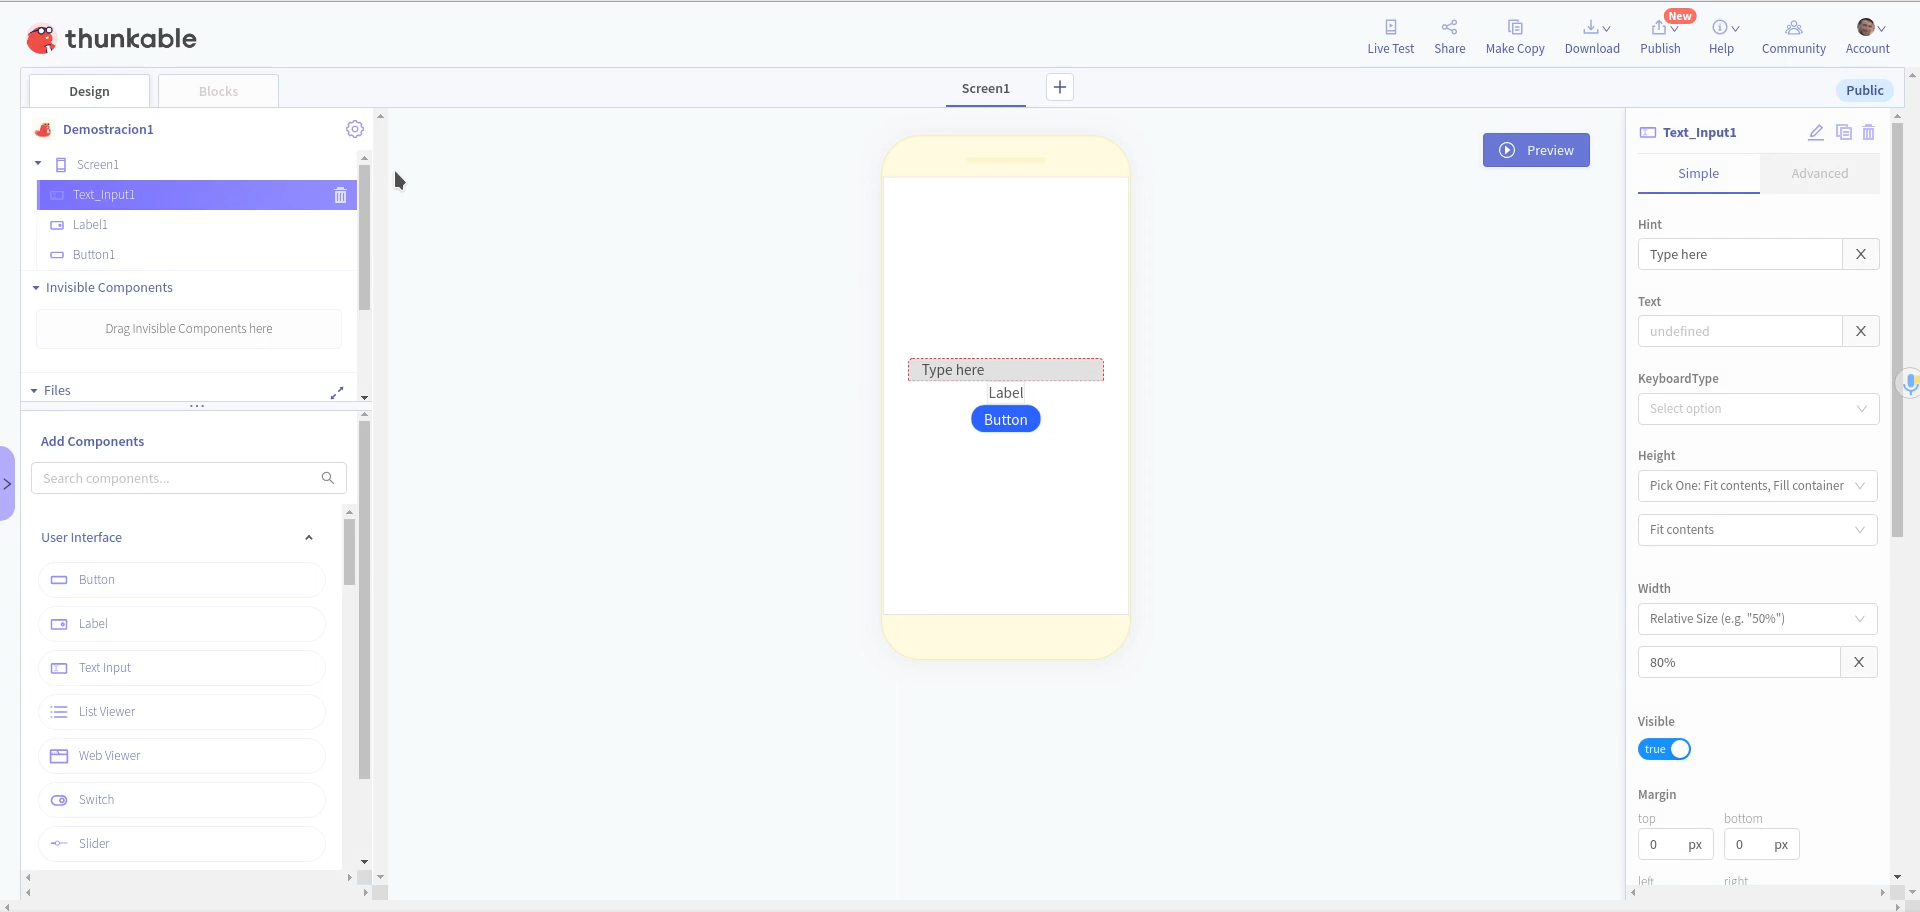 thunkable
Live Test
Share
Make Copy
Download
New
Publish
Help
Community
Account
Design
Blocks
Screen1
+
Public
Demostracion1
Screen1
Text_Input1
Label1
Button1
Invisible Components
Drag Invisible Components here
Files
Add Components
Search components...
User Interface
Button
Label
Text Input
List Viewer
Web Viewer
Switch
Slider
Preview
Type here
Label
Button
Text_Input1
Simple
Advanced
Hint
Type here X
Text
undefined X
KeyboardType
Select option
Height
Pick One: Fit contents, Fill container
Fit contents
Width
Relative Size (e.g. "50%")
80% X
Visible
true
Margin
top bottom
0 px 0 px
left right